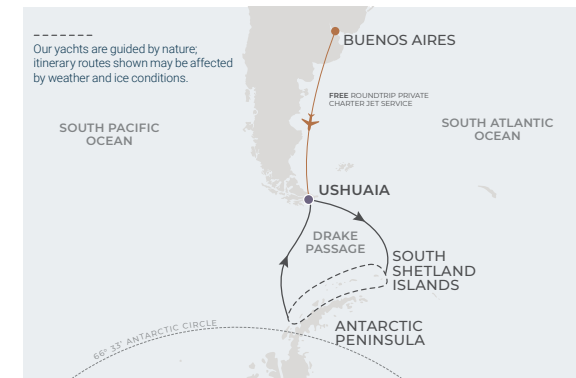 Our yachts are guided by nature;
itinerary routes shown may be affected
by weather and ice conditions.
BUENOS AIRES
FREE ROUNDTRIP PRIVATE
CHARTER JET SERVICE
SOUTH PACIFIC
OCEAN
SOUTH ATLANTIC
OCEAN
USHUAIA
DRAKE
PASSAGE
SOUTH
SHETLAND
ISLANDS
ANTARCTIC
PENINSULA
66° 33' ANTARCTIC CIRCLE